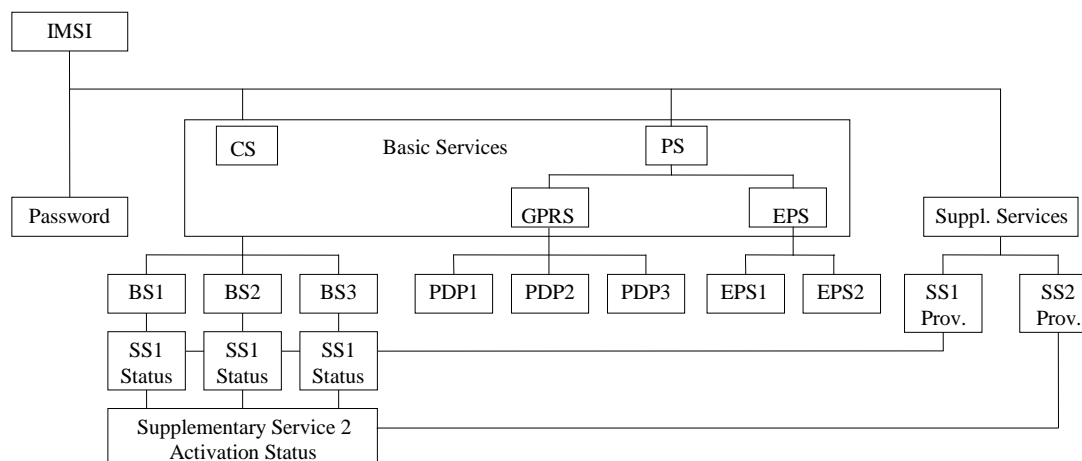 IMSI
CS
Basic Services
PS
Password
GPRS
EPS
Suppl. Services
BS1
BS2
BS3
PDP1
PDP2
PDP3
EPS1
EPS2
SS1
Prov.
SS2
Prov.
SS1
Status
SS1
Status
SS1
Status
Supplementary Service 2
Activation Status